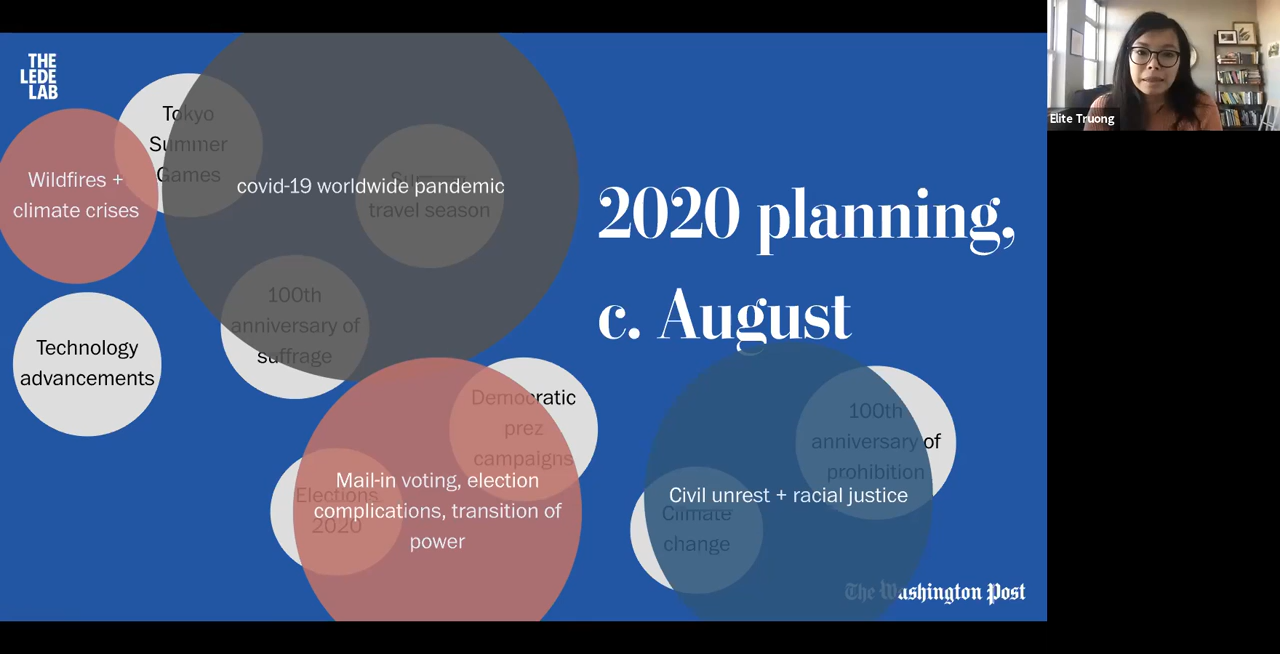 THE
LEDE
LAB
Tokyo
Summer
Games
Wildfires +
climate crises
covid-19 worldwide pandemic
travel season
2020 planning,
c. August
100th
anniversary of
suffrage
Technology
advancements
Democratic
prez
campaigns
Mail-in voting, election
complications, transition of
power
Elections
2020
100th
anniversary of
prohibition
Civil unrest + racial justice
Climate
change
The Washington Post
Elite Truong